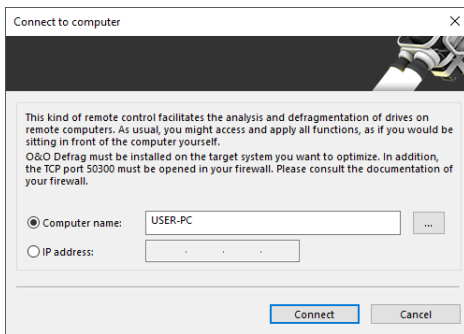 Connect to computer
This kind of remote control facilitates the analysis and defragmentation of drives on
remote computers. As usual, you might access and apply all functions, as if you would be
sitting in front of the computer yourself.
O&O Defrag must be installed on the target system you want to optimize. In addition,
the TCP port 50300 must be opened in your firewall. Please consult the documentation of
your firewall.
Computer name: USER-PC ...
IP address: . . .
Connect Cancel